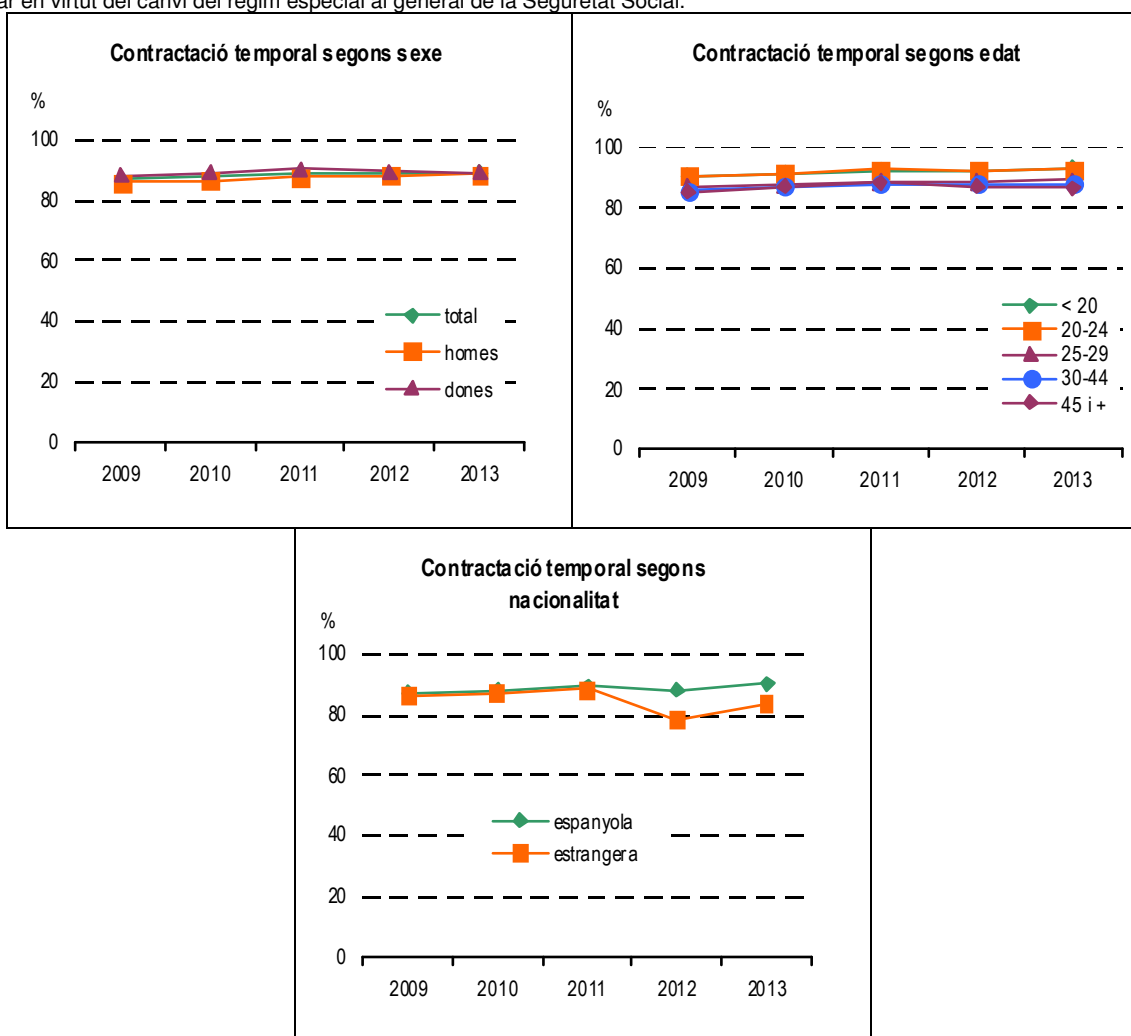 ar en virtut del canvi del règim especial al general de la Seguretat Social.
Contractació temporal segons sexe
%
100
80
60
40
20
0
total
homes
dones
2009 2010 2011 2012 2013
Contractació temporal segons edat
%
100
80
60
40
20
0
< 20
20-24
25-29
30-44
45 i +
2009 2010 2011 2012 2013
Contractació temporal segons
nacionalitat
%
100
80
60
40
20
0
espanyola
estrangera
2009 2010 2011 2012 2013